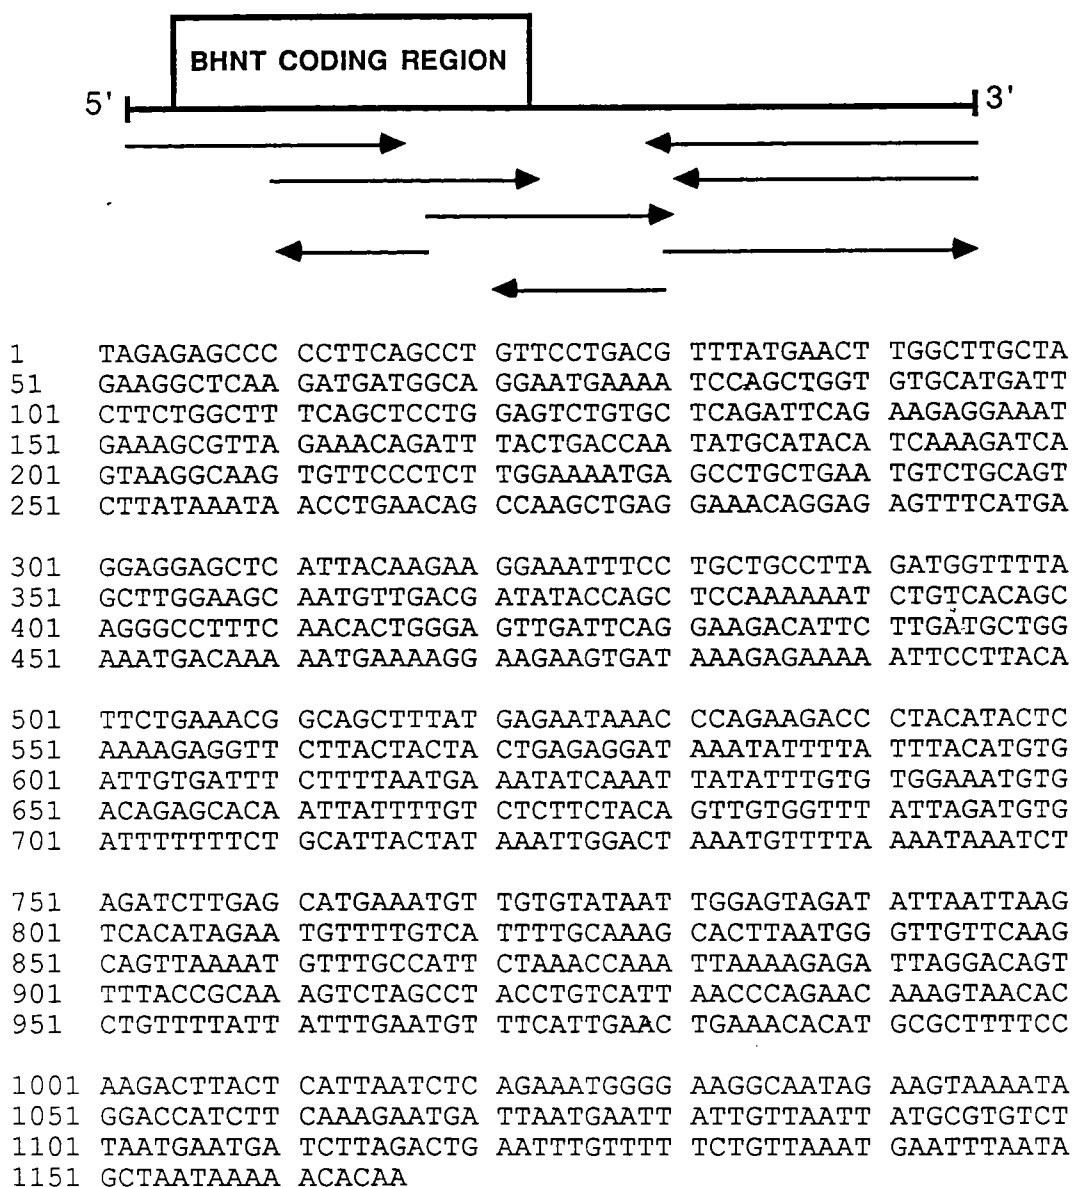 BHNT CODING REGION
5' 3'
1 TAGAGAGCCC CCTTCAGCCT GTTCCTGACG TTTATGAACT TGGCTTGCTA
51 GAAGGCTCAA GATGATGGCA GGAATGAAAA TCCAGCTGGT GTGCATGATT
101 CTTCTGGCTT TCAGCTCCTG GAGTCTGTGC TCAGATTCAG AAGAGGAAAT
151 GAAAGCGTTA GAAACAGATT TACTGACCAA TATGCATACA TCAAAGATCA
201 GTAAGGCAAG TGTTCCCTCT TGGAAAATGA GCCTGCTGAA TGTCTGCAGT
251 CTTATAAATA ACCTGAACAG CCAAGCTGAG GAAACAGGAG AGTTTCATGA
301 GGAGGAGCTC ATTACAAGAA GGAAATTTCC TGCTGCCTTA GATGGTTTTA
351 GCTTGGAAGC AATGTTGACG ATATACCAGC TCCAAAAAAT CTGTCACAGC
401 AGGGCCTTTC AACACTGGGA GTTGATTCAG GAAGACATTC TTGATGCTGG
451 AAATGACAAA AATGAAAAGG AAGAAGTGAT AAAGAGAAAA ATTCCTTACA
501 TTCTGAAACG GCAGCTTTAT GAGAATAAAC CCAGAAGACC CTACATACTC
551 AAAAGAGGTT CTTACTACTA CTGAGAGGAT AAATATTTTA TTTACATGTG
601 ATTGTGATTT CTTTTAATGA AATATCAAAT TATATTTGTG TGGAAATGTG
651 ACAGAGCACA ATTATTTTGT CTCTTCTACA GTTGTGGTTT ATTAGATGTG
701 ATTTTTTTCT GCATTACTAT AAATTGGACT AAATGTTTTA AAATAAATCT
751 AGATCTTGAG CATGAAATGT TGTGTATAAT TGGAGTAGAT ATTAATTAAG
801 TCACATAGAA TGTTTTGTCA TTTTGCAAAG CACTTAATGG GTTGTTCAAG
851 CAGTTAAAAT GTTTGCCATT CTAAACCAAA TTAAAAGAGA TTAGGACAGT
901 TTTACCGCAA AGTCTAGCCT ACCTGTCATT AACCCAGAAC AAAGTAACAC
951 CTGTTTTATT ATTTGAATGT TTCATTGAAC TGAAACACAT GCGCTTTTCC
1001 AAGACTTACT CATTAATCTC AGAAATGGGG AAGGCAATAG AAGTAAAATA
1051 GGACCATCTT CAAAGAATGA TTAATGAATT ATTGTTAATT ATGCGTGTCT
1101 TAATGAATGA TCTTAGACTG AATTTGTTTT TCTGTTAAAT GAATTTAATA
1151 GCTAATAAAA ACACAA